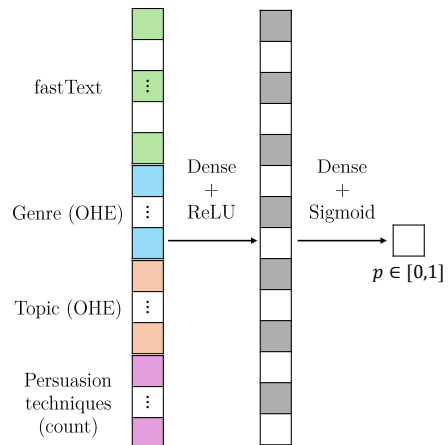 fastText
Genre (OHE)
Topic (OHE)
Persuasion
techniques
(count)
⋮
⋮
⋮
⋮
Dense
+
ReLU
Dense
+
Sigmoid
p ∈ [0,1]